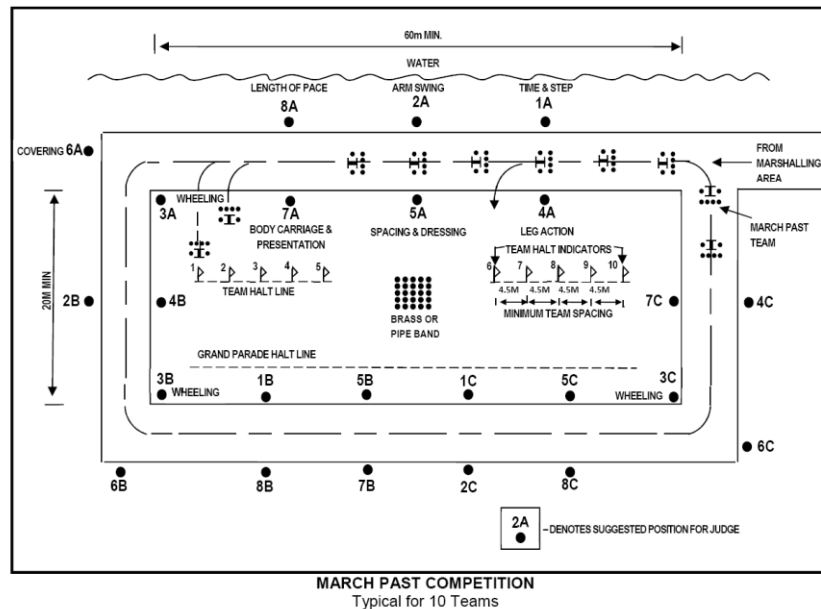 60m MIN.
WATER
LENGTH OF PACE
ARM SWING
TIME & STEP
8A
2A
1A
COVERING 6A
FROM
MARSHALLING
AREA
WHEELING
3A
7A
5A
4A
BODY CARRIAGE &
PRESENTATION
SPACING & DRESSING
LEG ACTION
MARCH PAST
TEAM
TEAM HALT INDICATORS
1 2 3 4 5
6 7 8 9 10
TEAM HALT LINE
4.5M 4.5M 4.5M 4.5M
MINIMUM TEAM SPACING
20M MIN
2B
4B
BRASS OR
PIPE BAND
7C
4C
GRAND PARADE HALT LINE
3B
WHEELING
1B
5B
1C
5C
3C
WHEELING
6C
6B
8B
7B
2C
8C
2A
– DENOTES SUGGESTED POSITION FOR JUDGE
MARCH PAST COMPETITION
Typical for 10 Teams